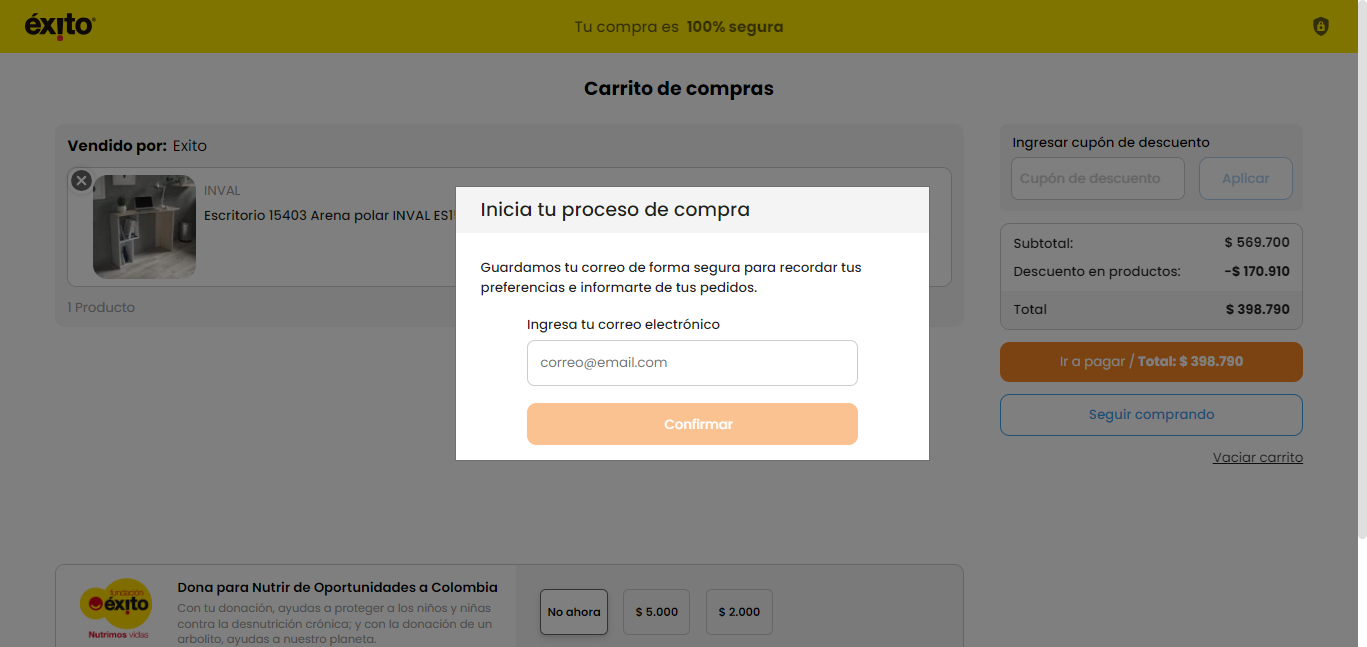 éxito
Tu compra es 100% segura
Carrito de compras
Vendido por: Exito
INVAL
Escritorio 15403 Arena polar INVAL
1 Producto
Inicia tu proceso de compra
Guardamos tu correo de forma segura para recordar tus
preferencias e informarte de tus pedidos.
Ingresa tu correo electrónico
correo@email.com
Confirmar
Ingresar cupón de descuento
Cupón de descuento
Aplicar
Subtotal: $ 569.700
Descuento en productos: -$ 170.910
Total $ 398.790
Ir a pagar / Total: $ 398.790
Seguir comprando
Vaciar carrito
fundación
éxito
Nutrimos vidas
Dona para Nutrir de Oportunidades a Colombia
Con tu donación, ayudas a proteger a los niños y niñas
contra la desnutrición crónica; y con la donación de un
arbolito, ayudas a nuestro planeta.
No ahora
$ 5.000
$ 2.000